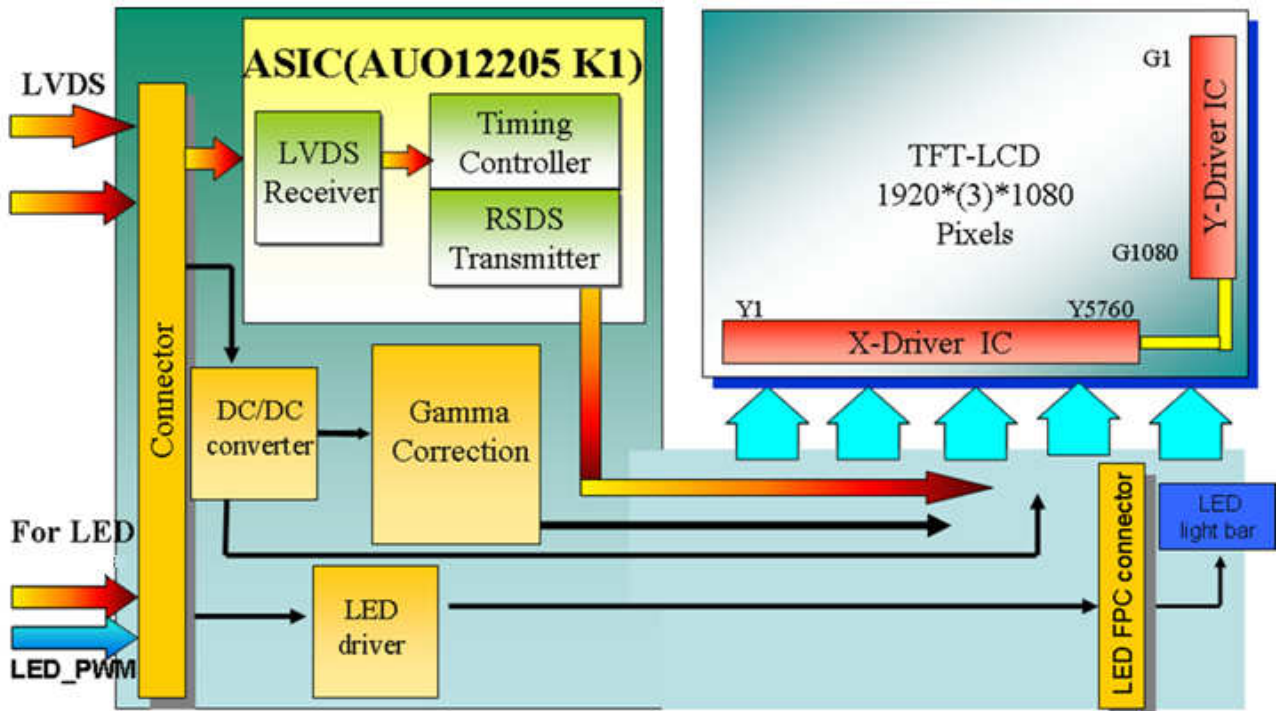 LVDS
ASIC(AUO12205 K1)
LVDS
Receiver
Timing
Controller
RSDS
Transmitter
Connector
DC/DC
converter
Gamma
Correction
For LED
LED_PWM
LED
driver
TFT-LCD
1920*(3)*1080
Pixels
G1
G1080
Y-Driver IC
Y1
Y5760
X-Driver IC
LED FPC connector
LED
light bar